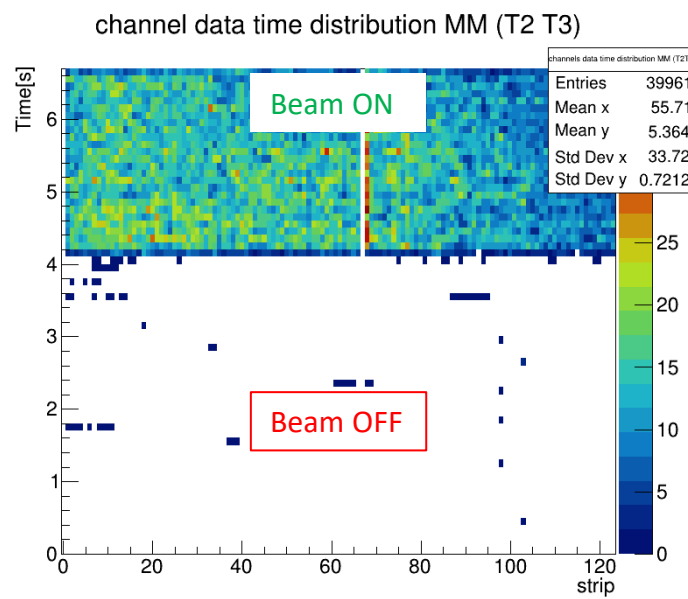 channel data time distribution MM (T2 T3)
channels data time distribution MM (T2T
Entries 39961
Mean x 55.71
Mean y 5.364
Std Dev x 33.72
Std Dev y 0.7212
Time[s]
Beam ON
Beam OFF
6
5
4
3
2
1
0
0 20 40 60 80 100 120
strip
25
20
15
10
5
0